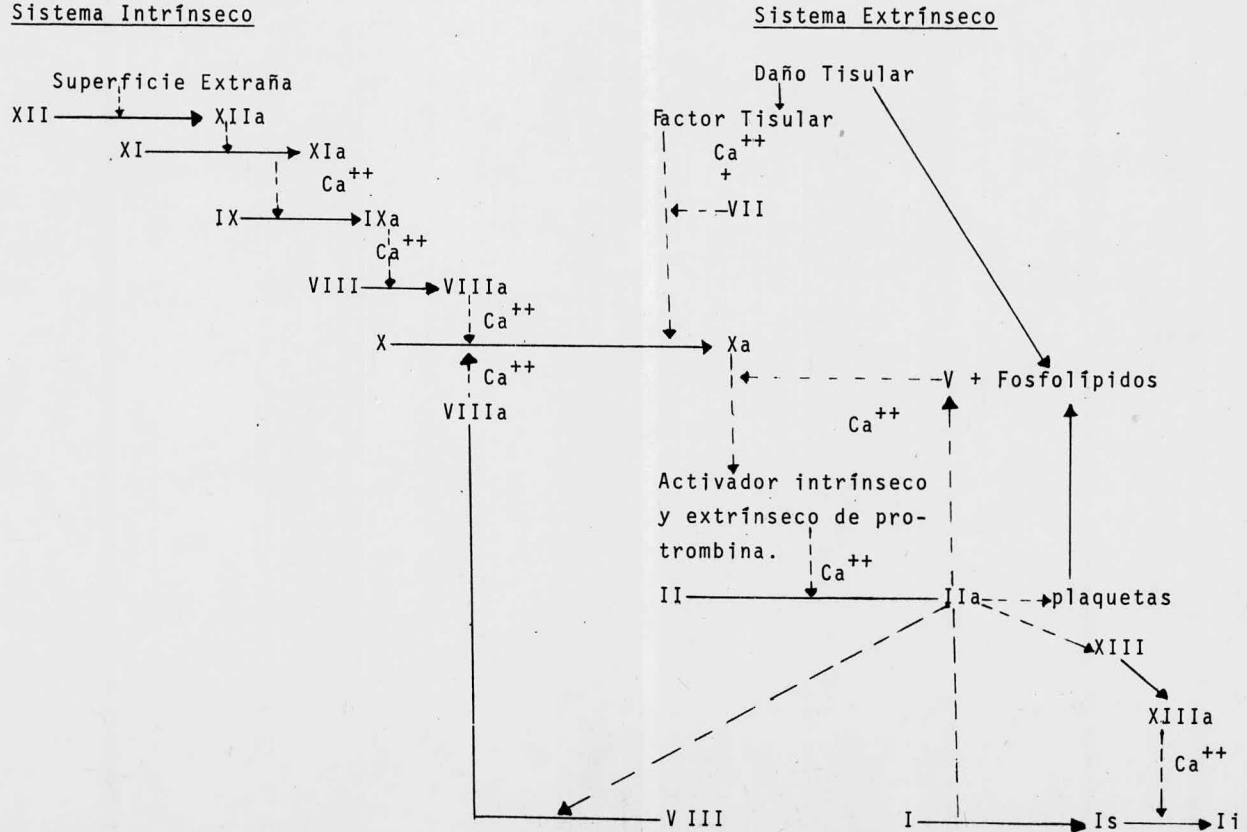 Sistema Intrínseco
Sistema Extrínseco
Superficie Extraña
Daño Tisular
XII
XIIa
Factor Tisular
XI
XIa
Ca++
Ca++
+
IX
IXa
VII
Ca++
VIII
VIIIa
Ca++
X
Xa
Ca++
V + Fosfolípidos
VIIIa
Ca++
Activador intrínseco
y extrínseco de pro-
trombina.
Ca++
II
IIa
plaquetas
XIII
XIIIa
Ca++
V III
I
Is
Ii